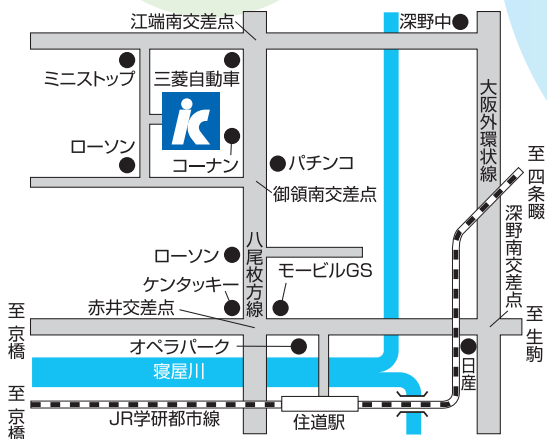 江端南交差点
深野中
ミニストップ
三菱自動車
大阪外環状線
iK
ローソン
コーナン
パチンコ
至四条畷
御領南交差点
深野南交差点
八尾枚方線
ローソン
ケンタッキー
モービルGS
至京橋
赤井交差点
至生駒
オペラパーク
日産
寝屋川
至京橋
JR学研都市線
住道駅